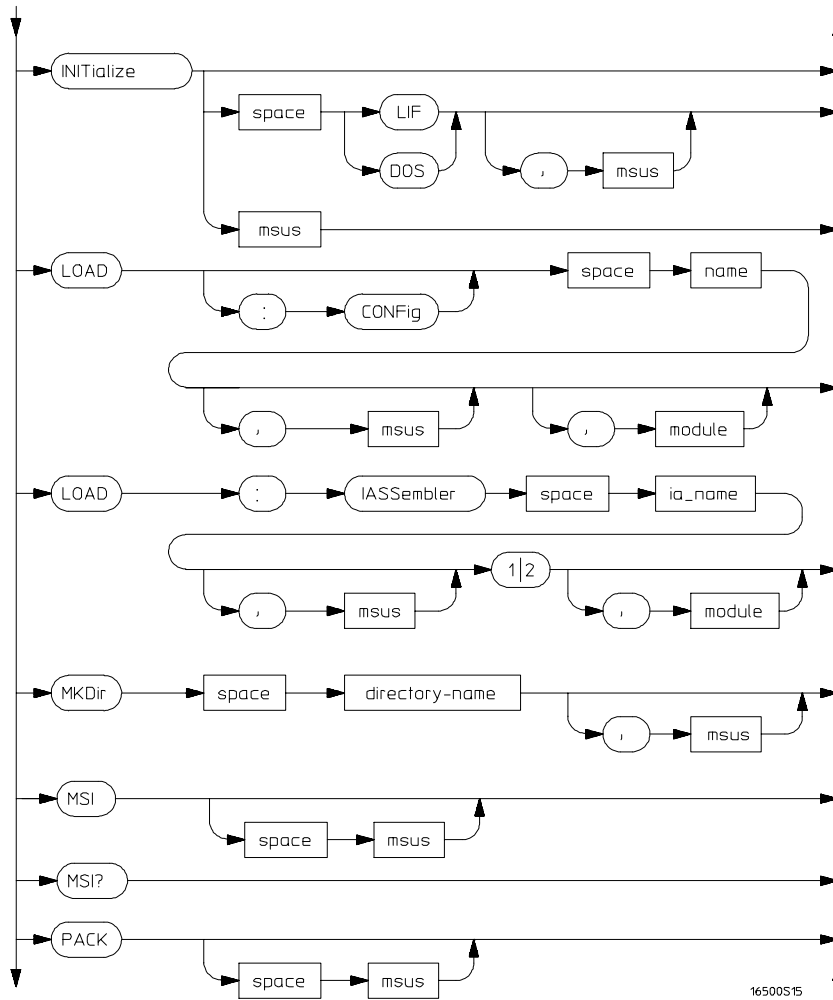 INITialize
space LIF
DOS , msus
msus
LOAD space name
: CONFig
, msus , module
LOAD : IASSembler space ia_name
1|2
, msus , module
MKDir space directory-name
, msus
MSI
space msus
MSI?
PACK
space msus
16500S15